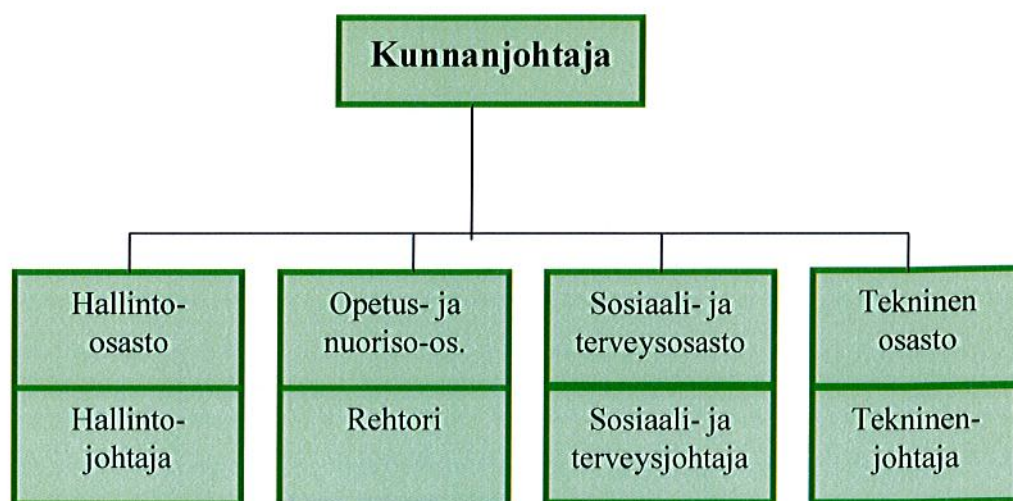 Kunnanjohtaja
Hallinto-
osasto
Hallinto-
johtaja
Opetus- ja
nuoriso-os.
Rehtori
Sosiaali- ja
terveysosasto
Sosiaali- ja
terveysjohtaja
Tekninen
osasto
Tekninen-
johtaja